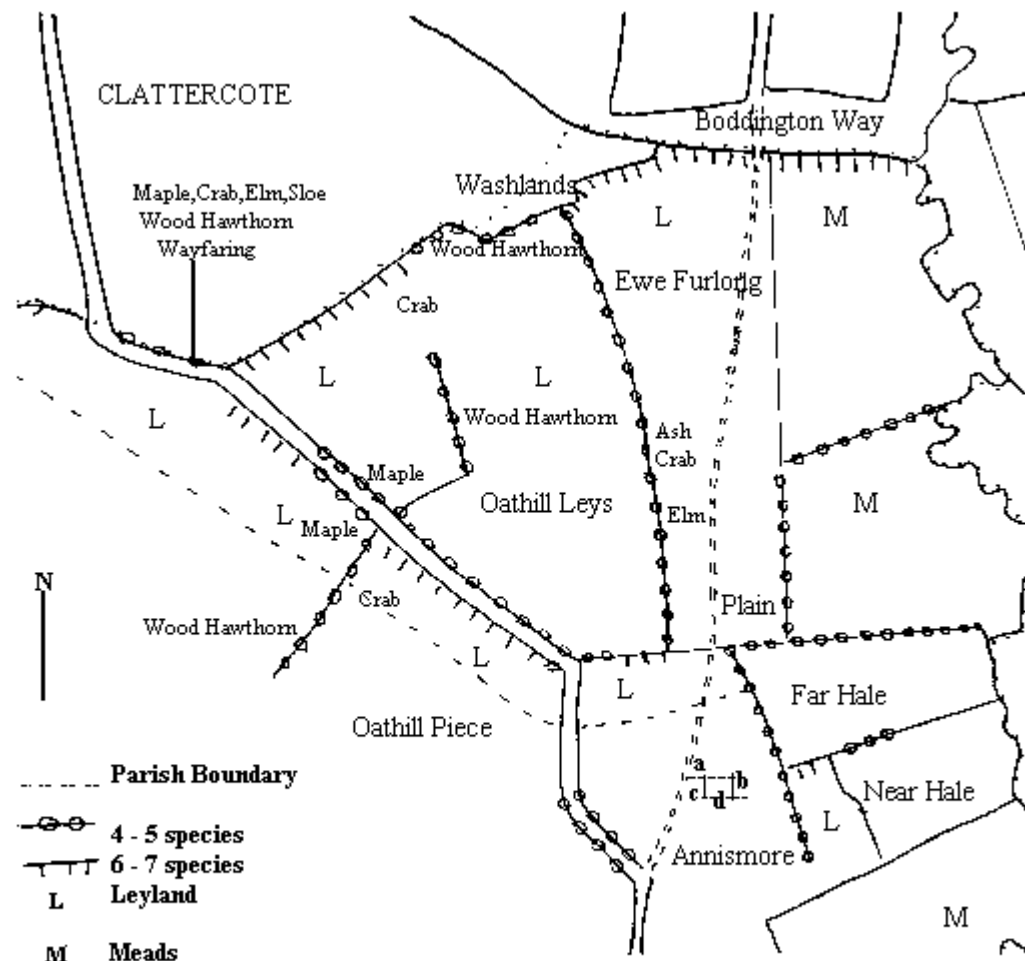 CLATTERCOTE
Boddington Way
Maple,Crab,Elm,Sloe
Wood Hawthorn
Wayfaring
Washlands
L
M
Wood Hawthorn
Ewe Furlong
Crab
L
L
L
Wood Hawthorn
Ash
Crab
Maple
Oathill Leys
M
L
Elm
Maple
N
Crab
Plain
Wood Hawthorn
L
L
Far Hale
Oathill Piece
a
Parish Boundary
c
b
d
Near Hale
4 - 5 species
L
Annismore
6 - 7 species
L
Leyland
M
M
Meads